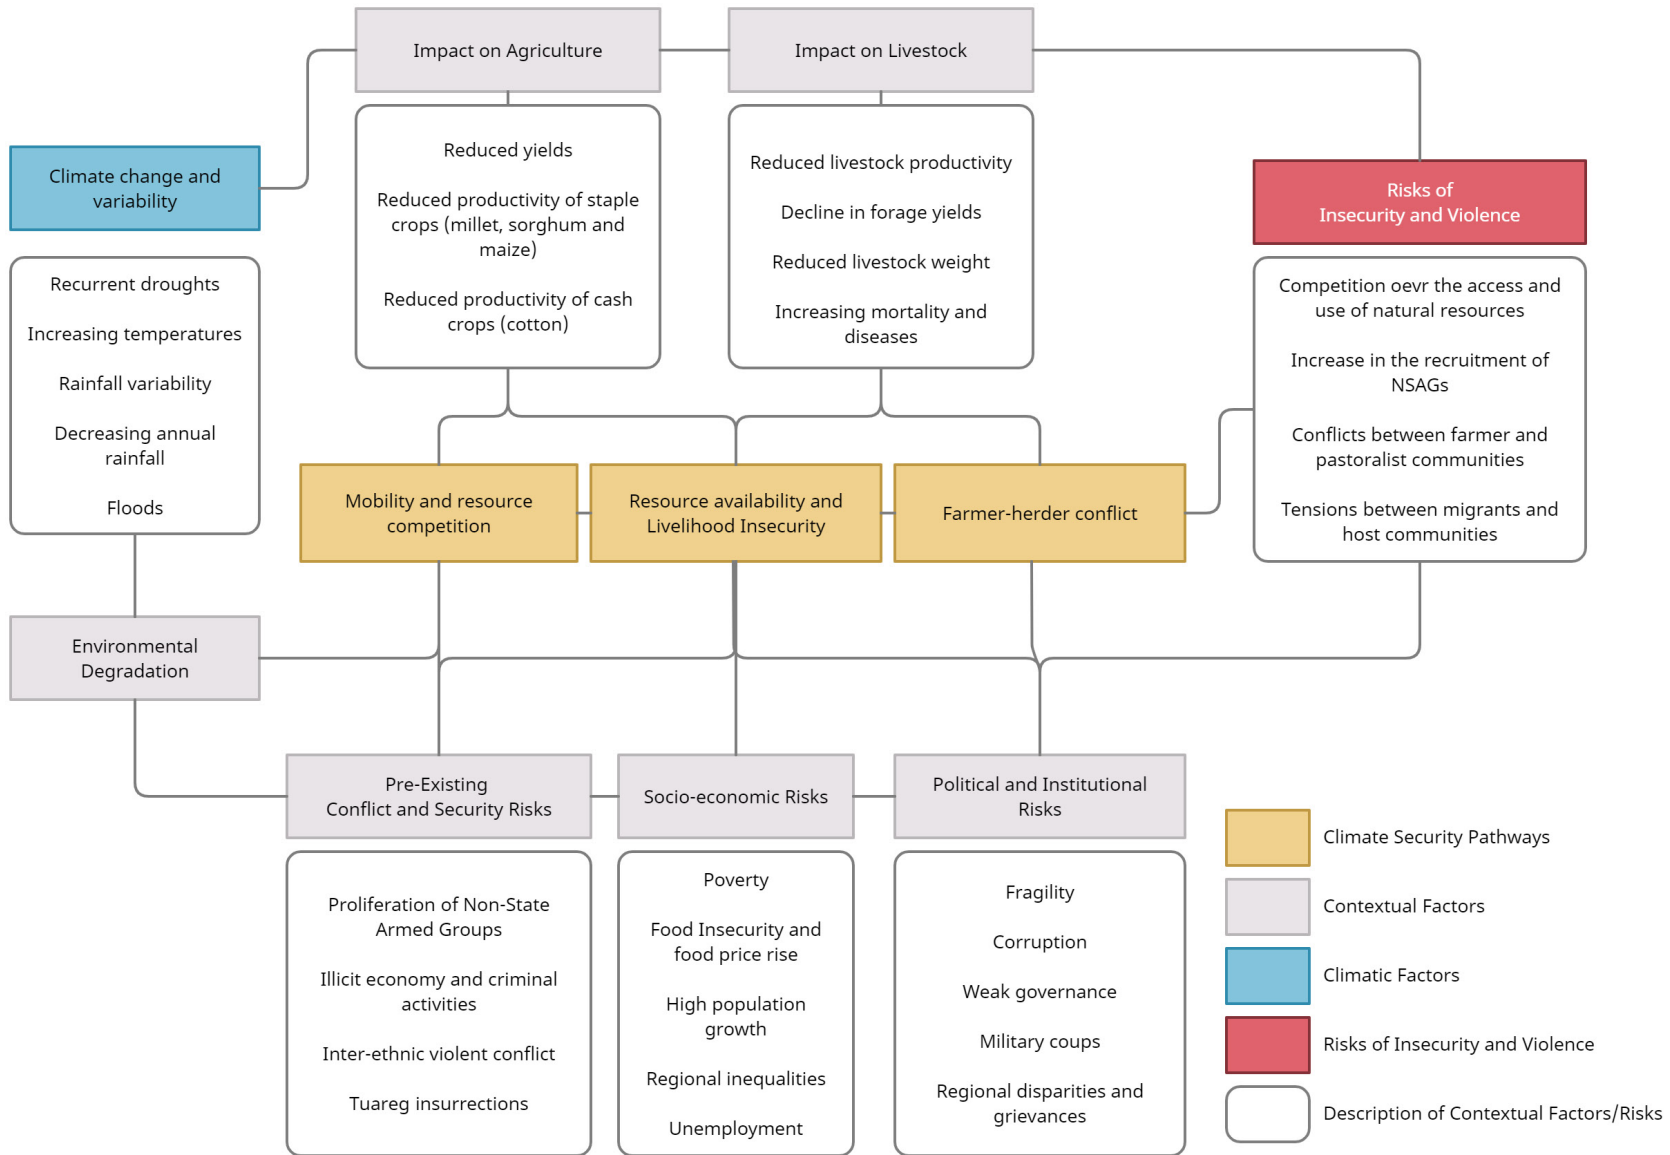 Impact on Agriculture
Impact on Livestock
Climate change and
variability
Reduced yields
Reduced productivity of staple
crops (millet, sorghum and
maize)
Reduced productivity of cash
crops (cotton)
Reduced livestock productivity
Decline in forage yields
Reduced livestock weight
Increasing mortality and
diseases
Risks of
Insecurity and Violence
Recurrent droughts
Increasing temperatures
Rainfall variability
Decreasing annual
rainfall
Floods
Competition oevr the access and
use of natural resources
Increase in the recruitment of
NSAGs
Conflicts between farmer and
pastoralist communities
Tensions between migrants and
host communities
Mobility and resource
competition
Resource availability and
Livelihood Insecurity
Farmer-herder conflict
Environmental
Degradation
Pre-Existing
Conflict and Security Risks
Socio-economic Risks
Political and Institutional
Risks
Proliferation of Non-State
Armed Groups
Illicit economy and criminal
activities
Inter-ethnic violent conflict
Tuareg insurrections
Poverty
Food Insecurity and
food price rise
High population
growth
Regional inequalities
Unemployment
Fragility
Corruption
Weak governance
Military coups
Regional disparities and
grievances
Climate Security Pathways
Contextual Factors
Climatic Factors
Risks of Insecurity and Violence
Description of Contextual Factors/Risks